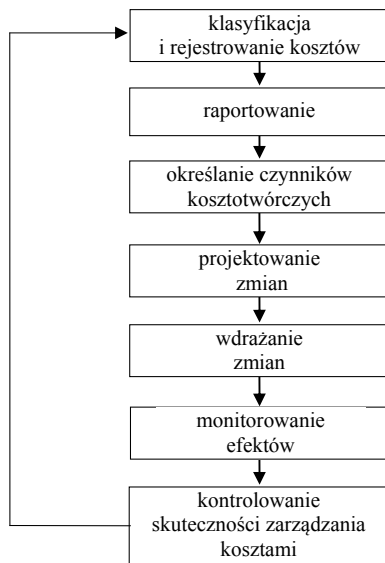 klasyfikacja
i rejestrowanie kosztów
raportowanie
określanie czynników
kosztotwórczych
projektowanie
zmian
wdrażanie
zmian
monitorowanie
efektów
kontrolowanie
skuteczności zarządzania
kosztami